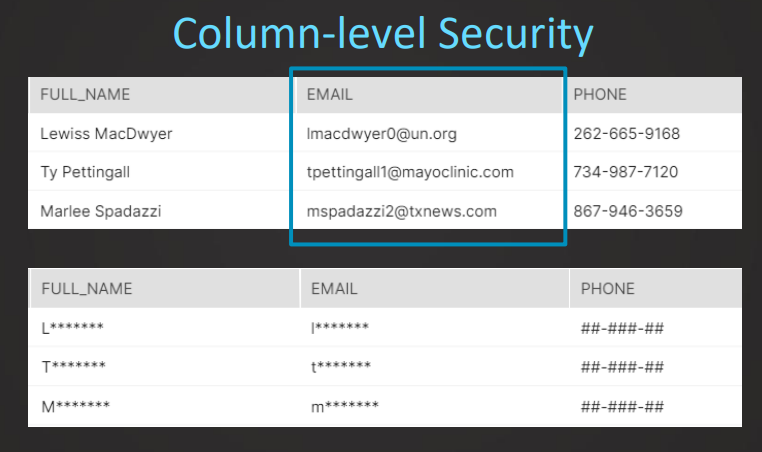 Column-level Security
FULL_NAME EMAIL PHONE
Lewiss MacDwyer lmacdwyer0@un.org 262-665-9168
Ty Pettingall tpettingall1@mayoclinic.com 734-987-7120
Marlee Spadazzi mspadazzi2@txnews.com 867-946-3659
FULL_NAME EMAIL PHONE
L******* l******* ##-###-##
T******* t******* ##-###-##
M******* m******* ##-###-##